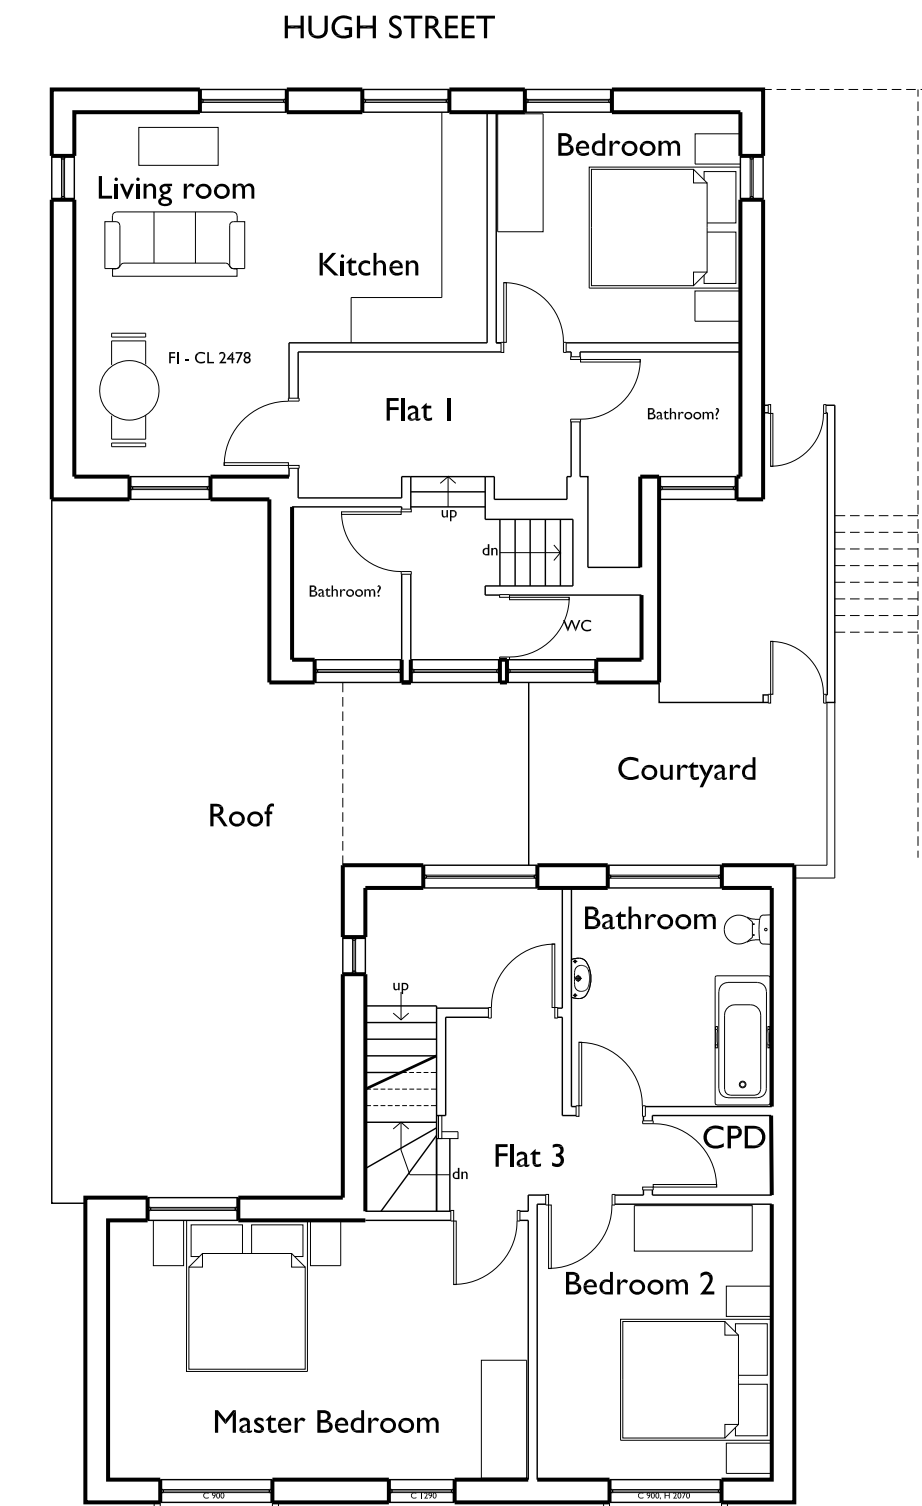 HUGH STREET
Bedroom
Living room
Kitchen
FI - CL 2478
Flat 1
Bathroom?
up
dn
Bathroom?
WC
Courtyard
Roof
Bathroom
up
CPD
Flat 3
dn
Bedroom 2
Master Bedroom
C 900
C 1290
C 900, H 2070